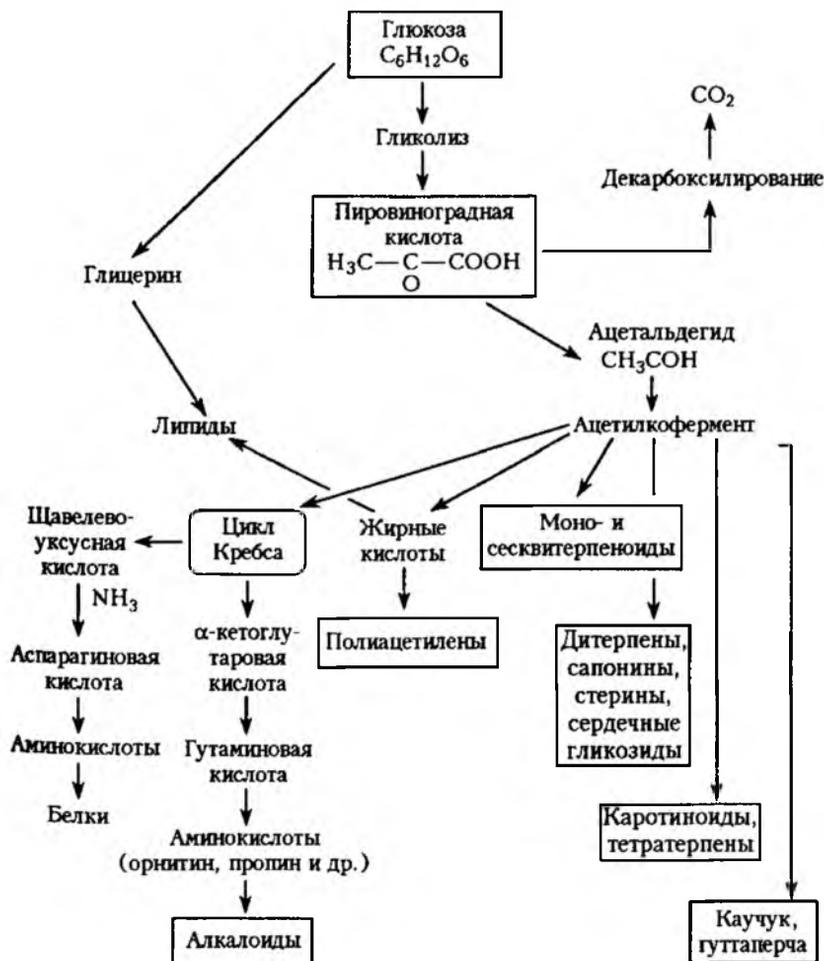 Глюкоза
C₆H₁₂O₆
Гликолиз
CO₂
Декарбоксилирование
Пировиноградная
кислота
H₃C—C—COOH
O
Глицерин
Ацетальдегид
CH₃COH
Липиды
Ацетилкофермент
Щавелево-
уксусная
кислота
NH₃
Аспарагиновая
кислота
Аминокислоты
Белки
Цикл
Кребса
α-кетоглу-
таровая
кислота
Гутаминовая
кислота
Аминокислоты
(орнитин, пропин и др.)
Алкалоиды
Жирные
кислоты
Полиацетилены
Моно- и
сесквитерпеноиды
Дитерпены,
сапонины,
стерины,
сердечные
гликозиды
Каротиноиды,
тетратерпены
Каучук,
гуттаперча